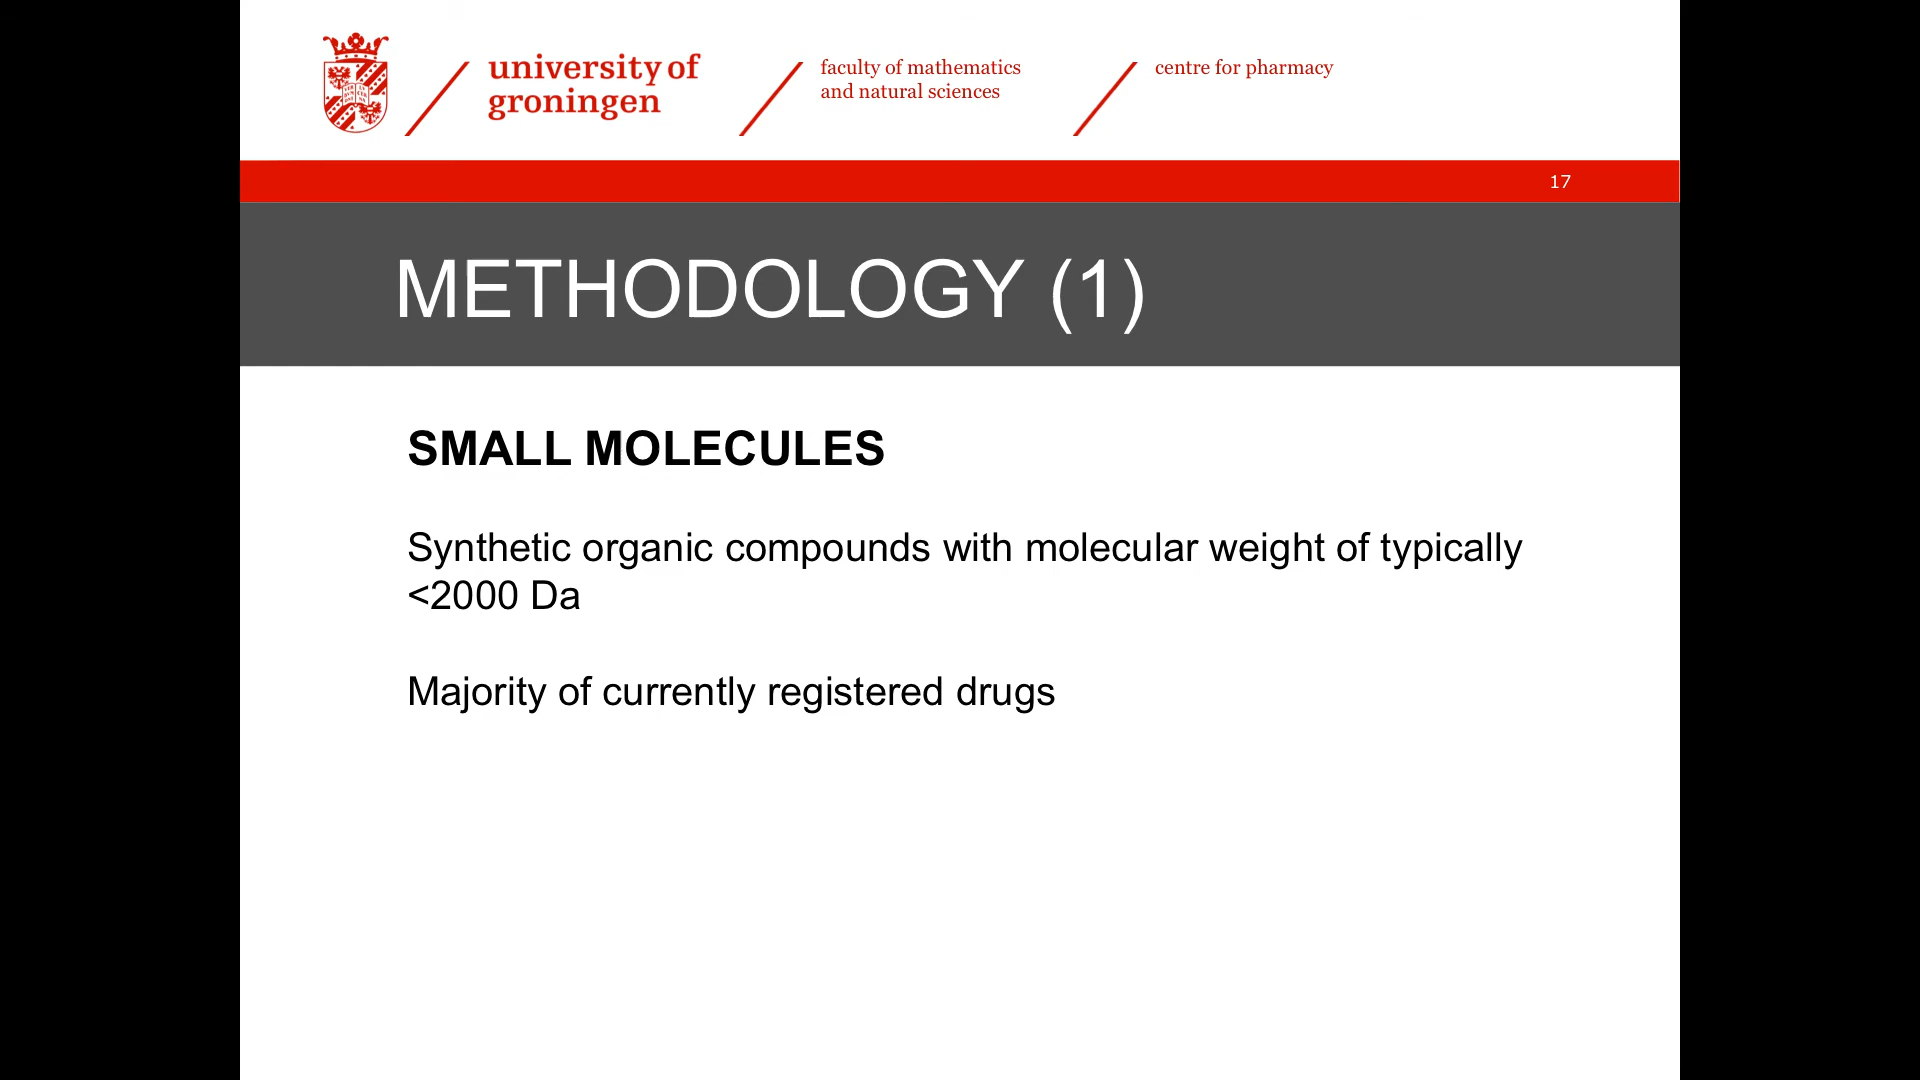 university of
groningen
faculty of mathematics
and natural sciences
centre for pharmacy
17
METHODOLOGY (1)
SMALL MOLECULES
Synthetic organic compounds with molecular weight of typically
<2000 Da
Majority of currently registered drugs